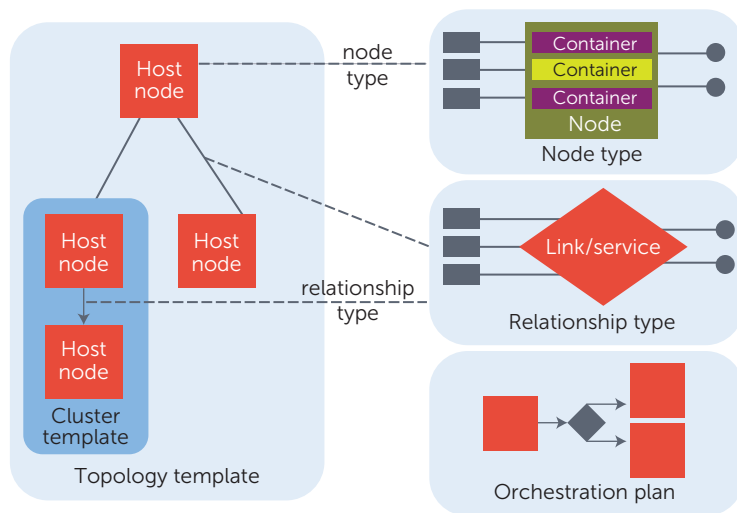 Host
node
node
type
Container
Container
Container
Node
Node type
Host
node
Host
node
relationship
type
Link/service
Relationship type
Host
node
Cluster
template
Topology template
Orchestration plan